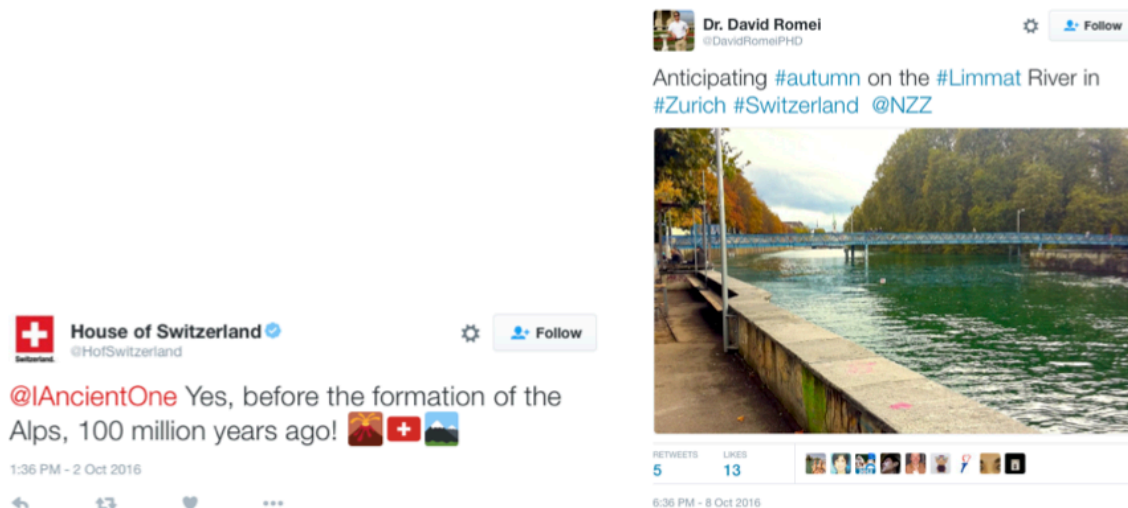 House of Switzerland
Switzerland.
@HofSwitzerland
Follow
@IAncientOne Yes, before the formation of the
Alps, 100 million years ago!
1:36 PM - 2 Oct 2016
Dr. David Romei
@DavidRomeiPHD
Follow
Anticipating #autumn on the #Limmat River in
#Zurich #Switzerland @NZZ
RETWEETS LIKES
5 13
6:36 PM - 8 Oct 2016